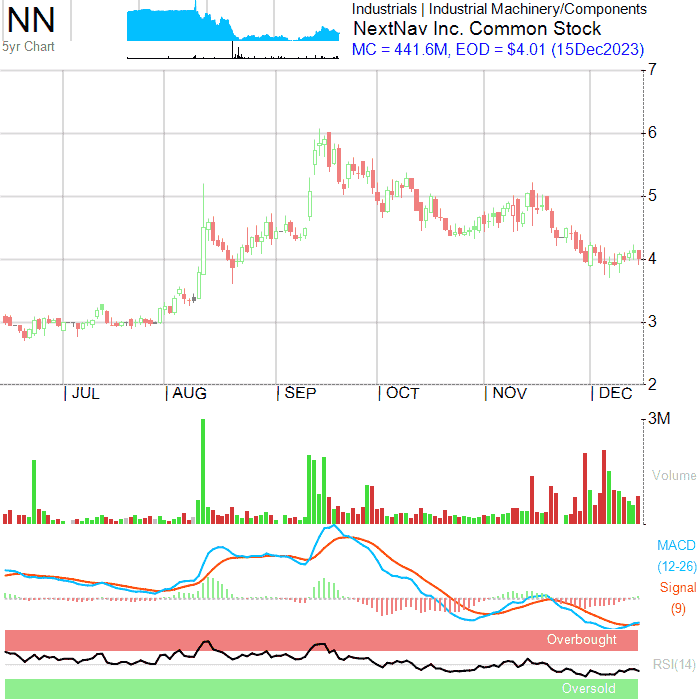 NN
5yr Chart
Industrials | Industrial Machinery/Components
NextNav Inc. Common Stock
MC = 441.6M, EOD = $4.01 (15Dec2023)
7
6
5
4
3
2
| JUL | AUG | SEP | OCT | NOV | DEC
3M
Volume
MACD
(12-26)
Signal
(9)
Overbought
RSI(14)
Oversold